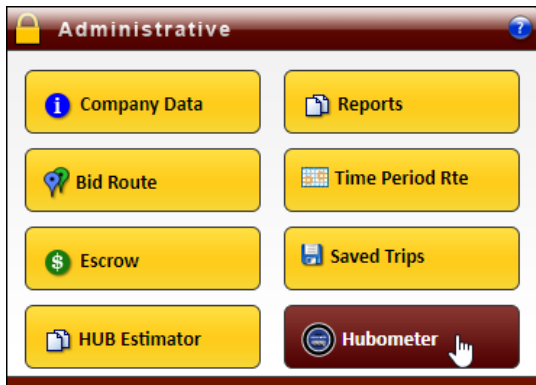 Administrative
?
i Company Data
Reports
Bid Route
Time Period Rte
$ Escrow
Saved Trips
HUB Estimator
Hubometer